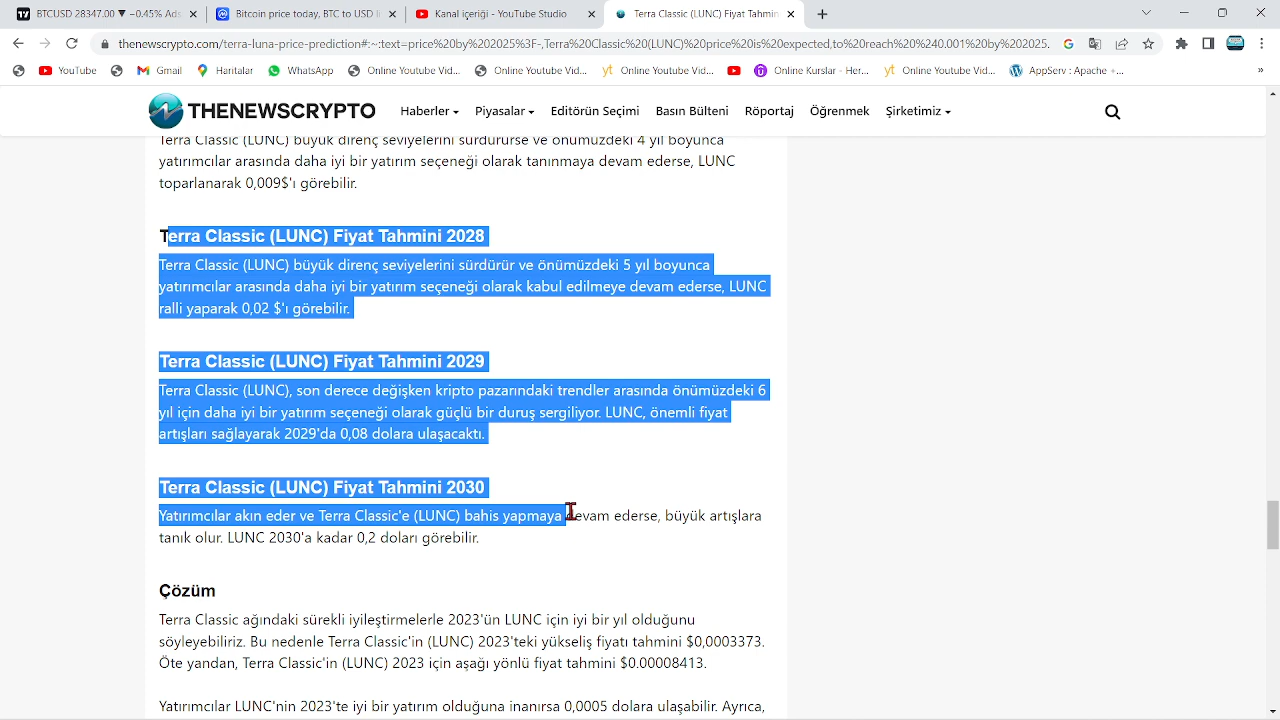 BTCUSD 28347.00 ▼ −0.45% Ads
Bitcoin price today, BTC to USD li
Kanal içeriği - YouTube Studio
Terra Classic (LUNC) Fiyat Tahmin
thenewscrypto.com/terra-luna-price-prediction#:~:text=price%20by%202025%3F-,Terra%20Classic%20(LUNC)%20price%20is%20expected,to%20reach%20%240.001%20by%202025.
YouTube
Gmail
Haritalar
WhatsApp
Online Youtube Vid...
Online Youtube Vid...
Online Youtube Vid...
Online Kurslar - Her...
Online Youtube Vid...
AppServ : Apache +...
»
THENEWSCRYPTO
Haberler
Piyasalar
Editörün Seçimi
Basın Bülteni
Röportaj
Öğrenmek
Şirketimiz
Terra Classic (LUNC) büyük direnç seviyelerini sürdürürse ve önümüzdeki 4 yıl boyunca
yatırımcılar arasında daha iyi bir yatırım seçeneği olarak tanınmaya devam ederse, LUNC
toparlanarak 0,009$'ı görebilir.
Terra Classic (LUNC) Fiyat Tahmini 2028
Terra Classic (LUNC) büyük direnç seviyelerini sürdürür ve önümüzdeki 5 yıl boyunca
yatırımcılar arasında daha iyi bir yatırım seçeneği olarak kabul edilmeye devam ederse, LUNC
ralli yaparak 0,02 $'ı görebilir.
Terra Classic (LUNC) Fiyat Tahmini 2029
Terra Classic (LUNC), son derece değişken kripto pazarındaki trendler arasında önümüzdeki 6
yıl için daha iyi bir yatırım seçeneği olarak güçlü bir duruş sergiliyor. LUNC, önemli fiyat
artışları sağlayarak 2029'da 0,08 dolara ulaşacaktı.
Terra Classic (LUNC) Fiyat Tahmini 2030
Yatırımcılar akın eder ve Terra Classic'e (LUNC) bahis yapmaya devam ederse, büyük artışlara
tanık olur. LUNC 2030'a kadar 0,2 doları görebilir.
Çözüm
Terra Classic ağındaki sürekli iyileştirmelerle 2023'ün LUNC için iyi bir yıl olduğunu
söyleyebiliriz. Bu nedenle Terra Classic'in (LUNC) 2023'teki yükseliş fiyatı tahmini $0,0003373.
Öte yandan, Terra Classic'in (LUNC) 2023 için aşağı yönlü fiyat tahmini $0.00008413.
Yatırımcılar LUNC'nin 2023'te iyi bir yatırım olduğuna inanırsa 0,0005 dolara ulaşabilir. Ayrıca,